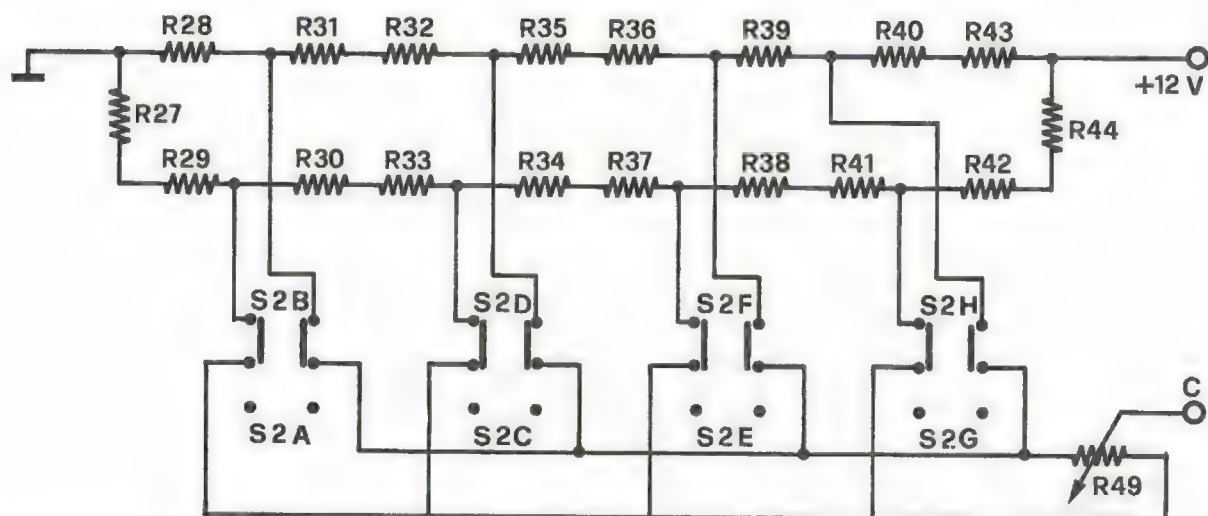 R28 R31 R32 R35 R36 R39 R40 R43
+12 V
R27 R44
R29 R30 R33 R34 R37 R38 R41 R42
S2B S2D S2F S2H
C
S2A S2C S2E S2G
R49